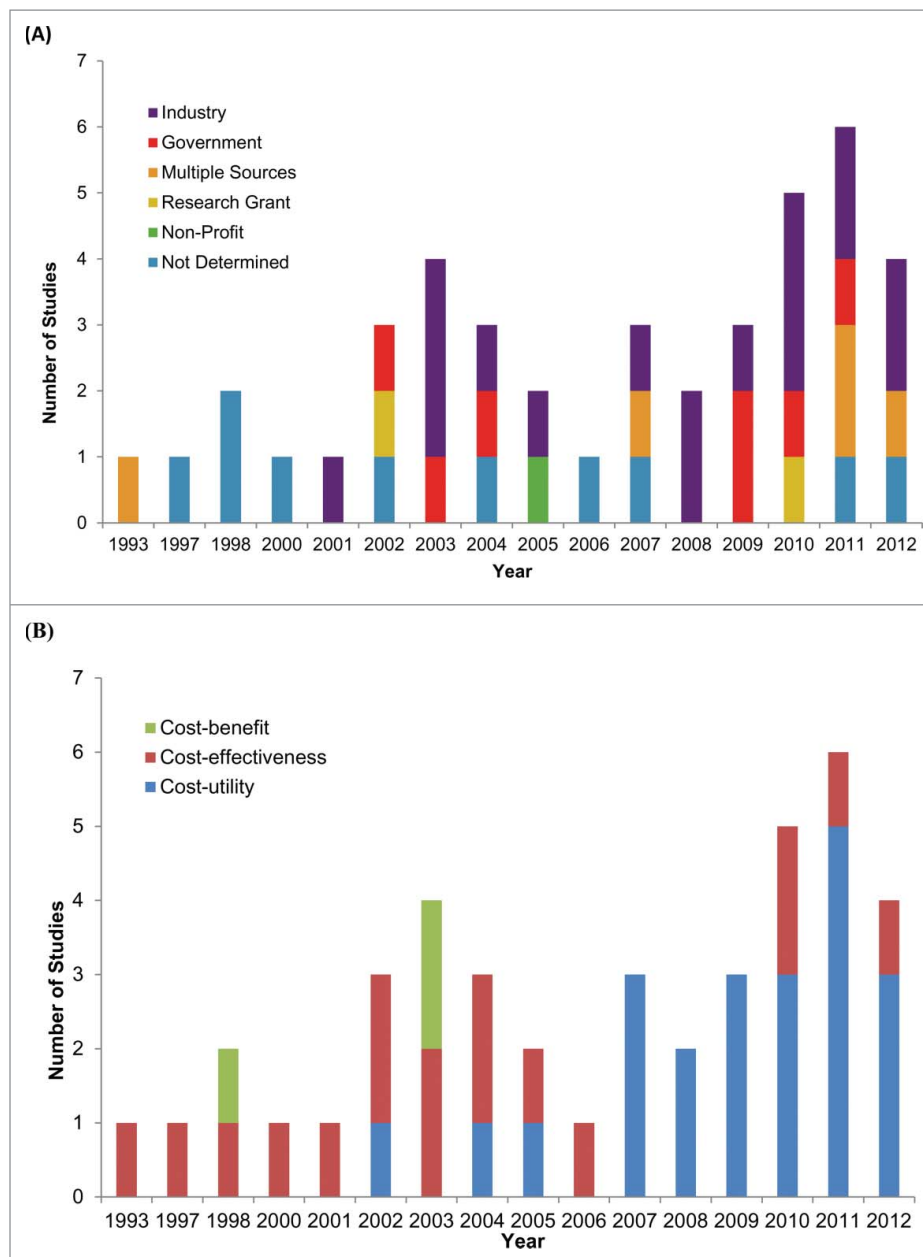 (A)
7
6
5
4
3
2
1
0
Number of Studies
Industry
Government
Multiple Sources
Research Grant
Non-Profit
Not Determined
1993 1997 1998 2000 2001 2002 2003 2004 2005 2006 2007 2008 2009 2010 2011 2012
Year
(B)
7
6
5
4
3
2
1
0
Number of Studies
Cost-benefit
Cost-effectiveness
Cost-utility
1993 1997 1998 2000 2001 2002 2003 2004 2005 2006 2007 2008 2009 2010 2011 2012